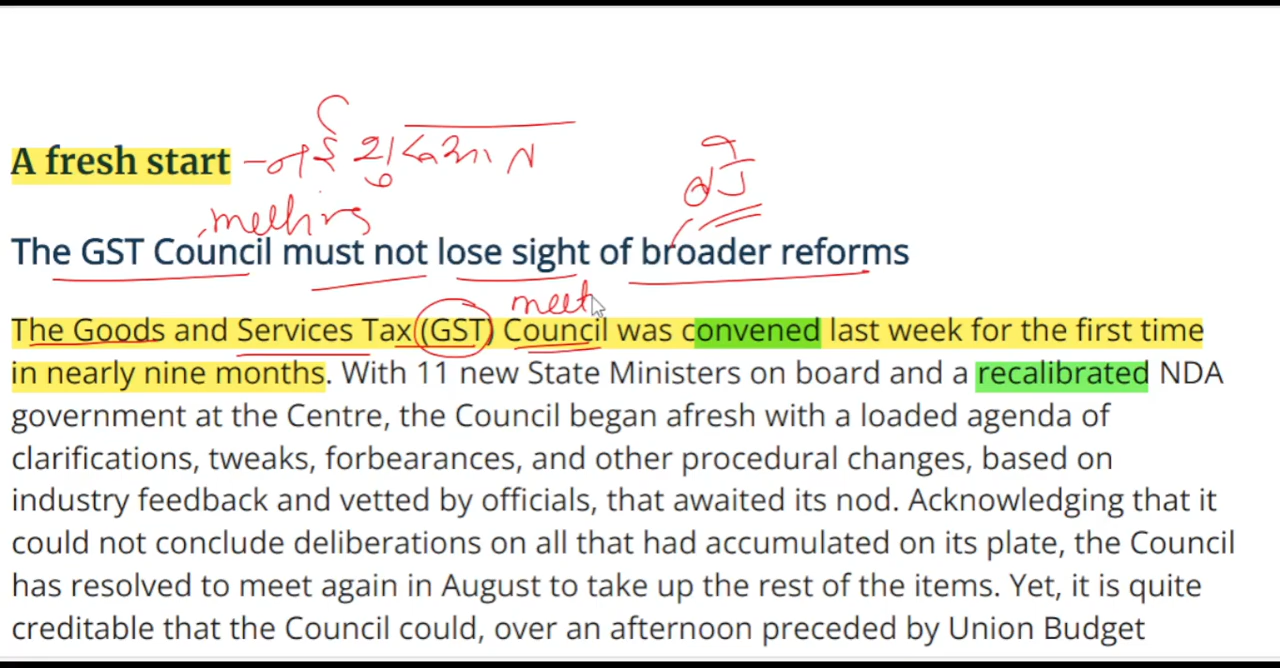 A fresh start
meet
The GST Council must not lose sight of broader reforms
The Goods and Services Tax (GST) Council was convened last week for the first time
in nearly nine months. With 11 new State Ministers on board and a recalibrated NDA
government at the Centre, the Council began afresh with a loaded agenda of
clarifications, tweaks, forbearances, and other procedural changes, based on
industry feedback and vetted by officials, that awaited its nod. Acknowledging that it
could not conclude deliberations on all that had accumulated on its plate, the Council
has resolved to meet again in August to take up the rest of the items. Yet, it is quite
creditable that the Council could, over an afternoon preceded by Union Budget